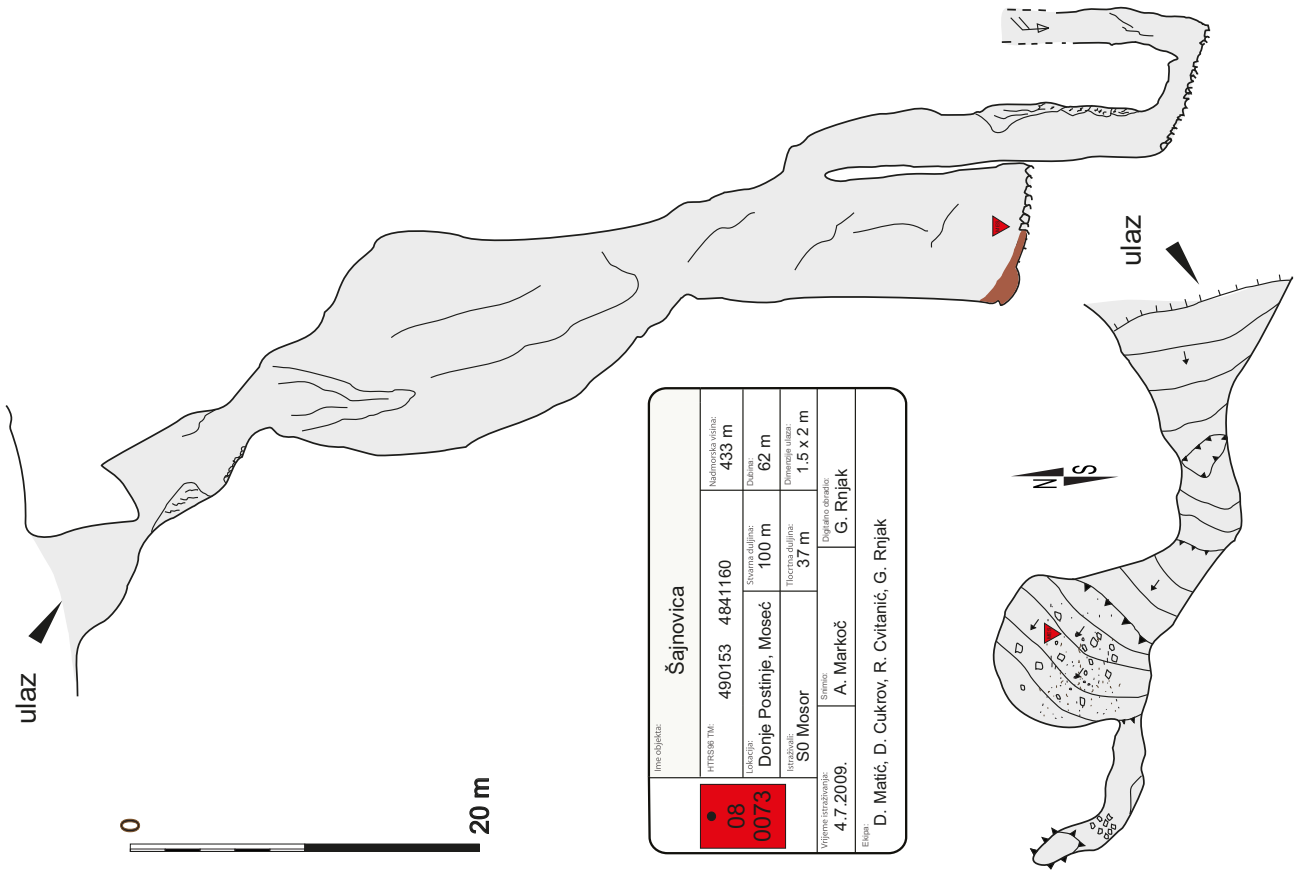 ulaz
0
20 m
Ime objekta:
Šajnovica
08
0073
HTRS96 TM:
490153 4841160
Nadmorska visina:
433 m
Lokacija:
Donje Postinje, Moseć
Stvarna duljina:
100 m
Dubina:
62 m
Istraživali:
S0 Mosor
Tlocrtna duljina:
37 m
Dimenzije ulaza:
1.5 x 2 m
Vrijeme istraživanja:
4.7.2009.
Snimio:
A. Markoč
Digitalno obradio:
G. Rnjak
Ekipa:
D. Matić, D. Cukrov, R. Cvitanić, G. Rnjak
ulaz
N S